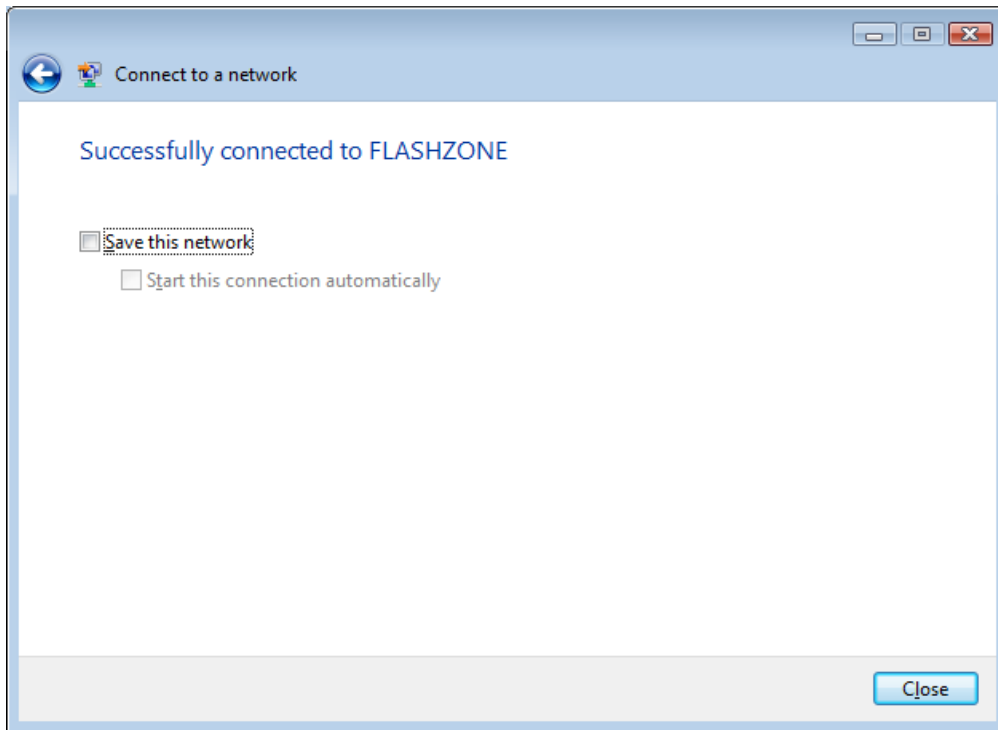 Connect to a network
Successfully connected to FLASHZONE
Save this network
Start this connection automatically
Close